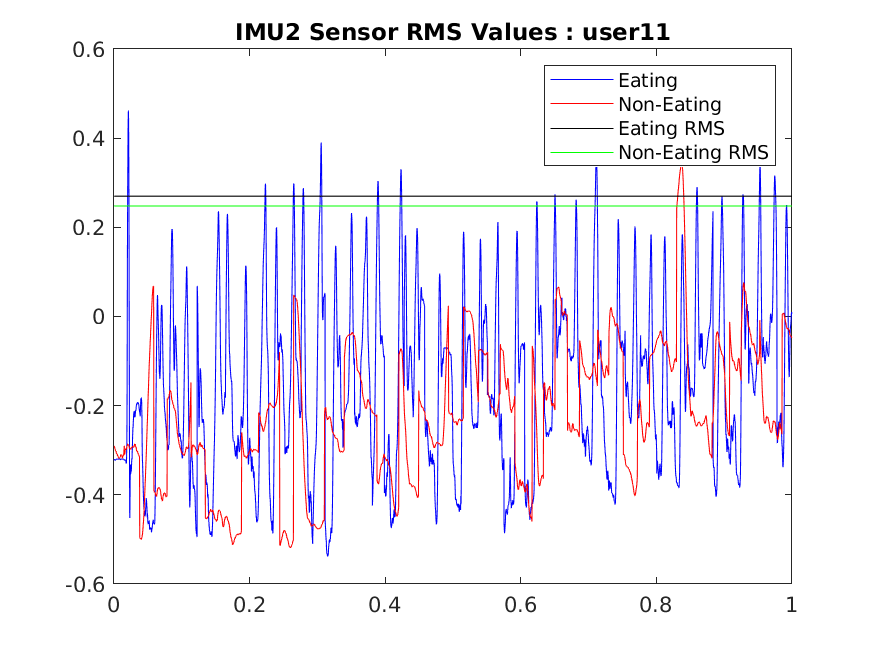 IMU2 Sensor RMS Values : user11
0.6
0.4
0.2
0
-0.2
-0.4
-0.6
0
0.2
0.4
0.6
0.8
1
Eating
Non-Eating
Eating RMS
Non-Eating RMS